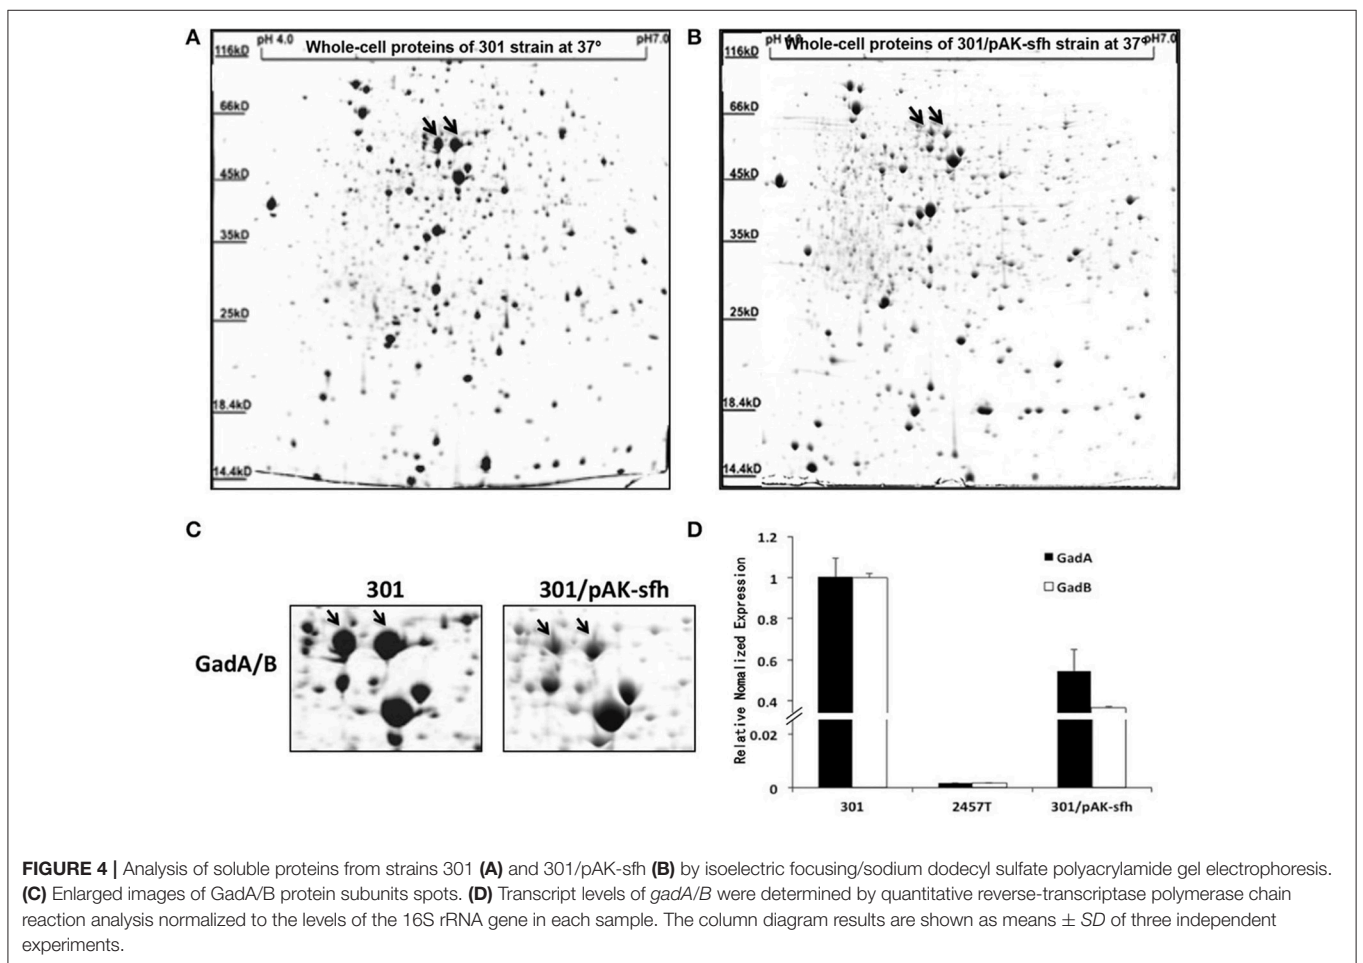 A
pH 4.0
pH7.0
Whole-cell proteins of 301 strain at 37°
116kD
66kD
45kD
35kD
25kD
18.4kD
14.4kD
B
pH7.0
Whole-cell proteins of 301/pAK-sfh strain at 37°
116kD
66kD
45kD
35kD
25kD
18.4kD
14.4kD
C
301
301/pAK-sfh
GadA/B
D
Relative Nomalized Expression
1.2
1
0.8
0.6
0.4
0.02
0
GadA
GadB
301
2457T
301/pAK-sfh
FIGURE 4 | Analysis of soluble proteins from strains 301 (A) and 301/pAK-sfh (B) by isoelectric focusing/sodium dodecyl sulfate polyacrylamide gel electrophoresis.
(C) Enlarged images of GadA/B protein subunits spots. (D) Transcript levels of gadA/B were determined by quantitative reverse-transcriptase polymerase chain
reaction analysis normalized to the levels of the 16S rRNA gene in each sample. The column diagram results are shown as means ± SD of three independent
experiments.